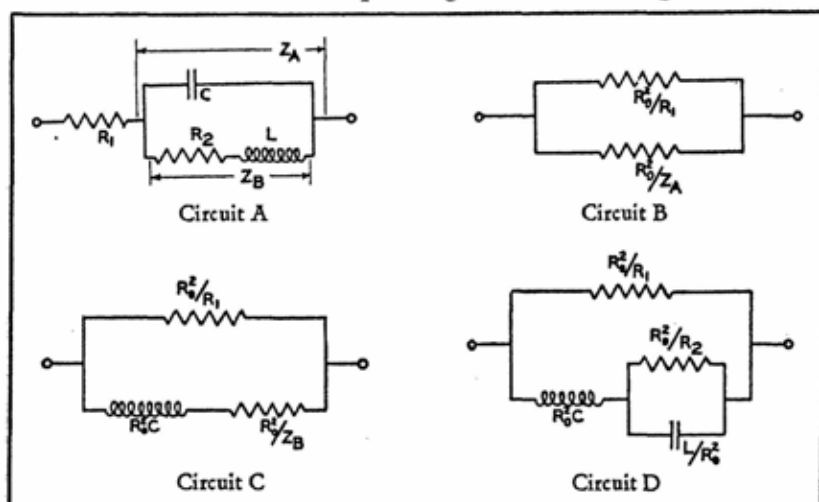 Z_A
C
R_1
R_2
L
Z_B
Circuit A
R_0^2/R_1
R_0^2/Z_A
Circuit B
R_0^2/R_1
R_0^2C
R_0^2/Z_B
Circuit C
R_0^2/R_1
R_0^2/R_2
R_0^2C
L/R_0^2
Circuit D